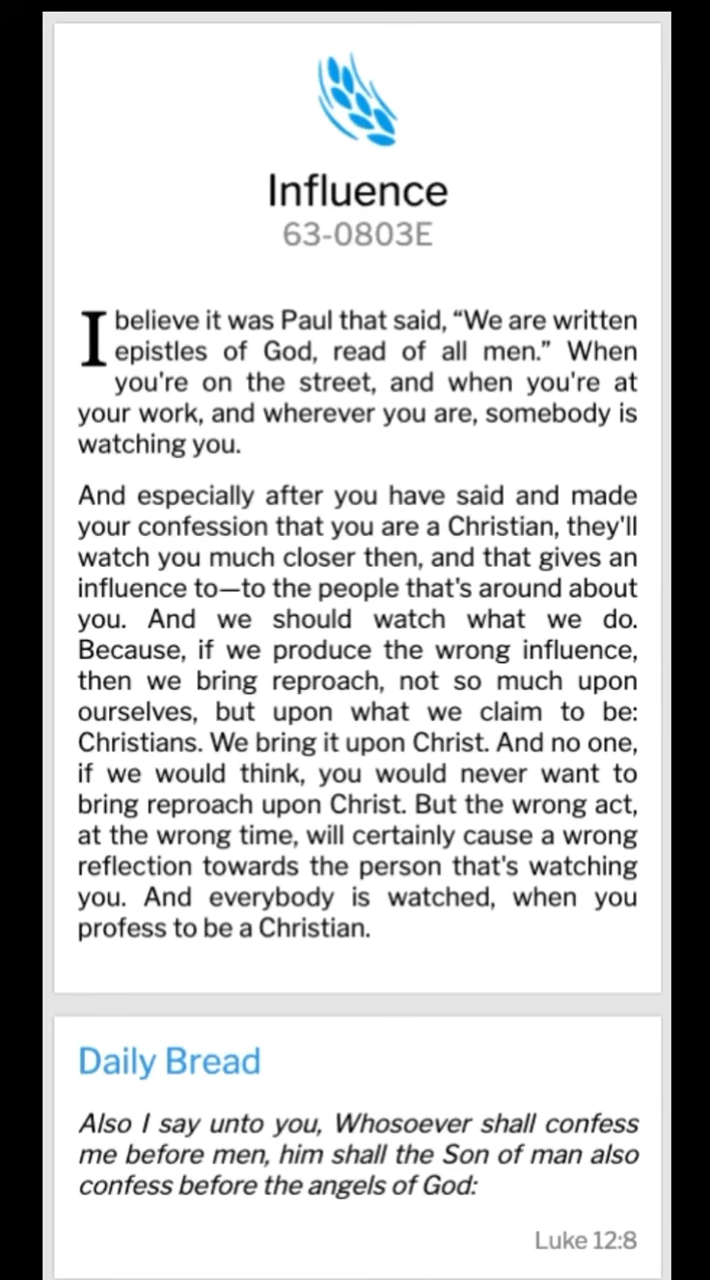 Influence
63-0803E
I believe it was Paul that said, “We are written
epistles of God, read of all men.” When
you're on the street, and when you're at
your work, and wherever you are, somebody is
watching you.
And especially after you have said and made
your confession that you are a Christian, they'll
watch you much closer then, and that gives an
influence to—to the people that's around about
you. And we should watch what we do.
Because, if we produce the wrong influence,
then we bring reproach, not so much upon
ourselves, but upon what we claim to be:
Christians. We bring it upon Christ. And no one,
if we would think, you would never want to
bring reproach upon Christ. But the wrong act,
at the wrong time, will certainly cause a wrong
reflection towards the person that's watching
you. And everybody is watched, when you
profess to be a Christian.
Daily Bread
Also I say unto you, Whosoever shall confess
me before men, him shall the Son of man also
confess before the angels of God:
Luke 12:8